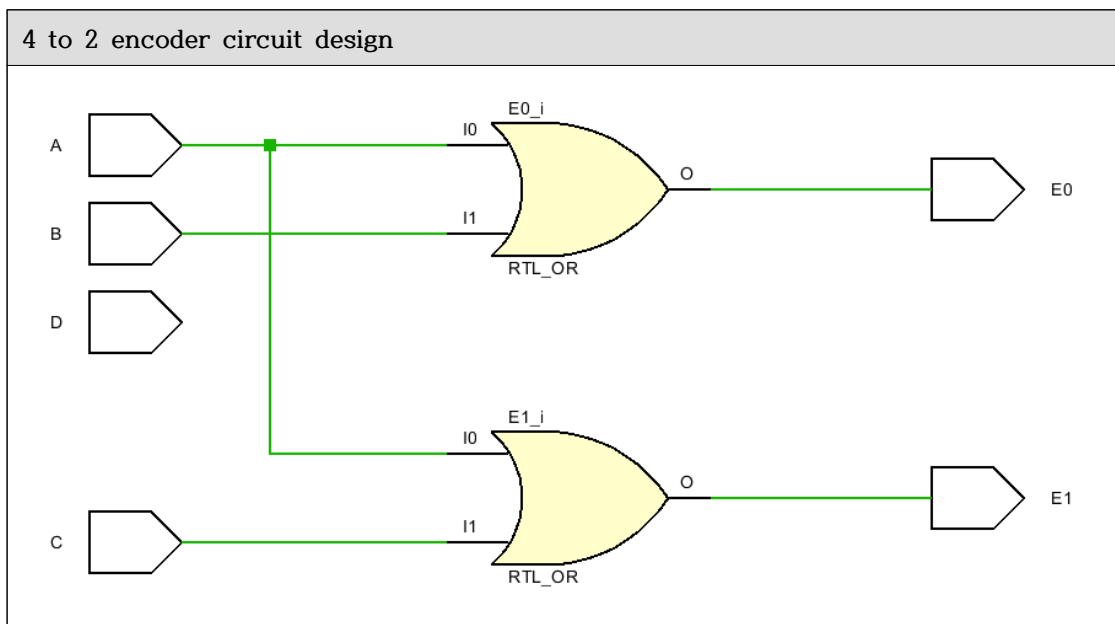 4 to 2 encoder circuit design
E0_i
A
I0
O
E0
B
I1
RTL_OR
D
E1_i
I0
O
E1
C
I1
RTL_OR